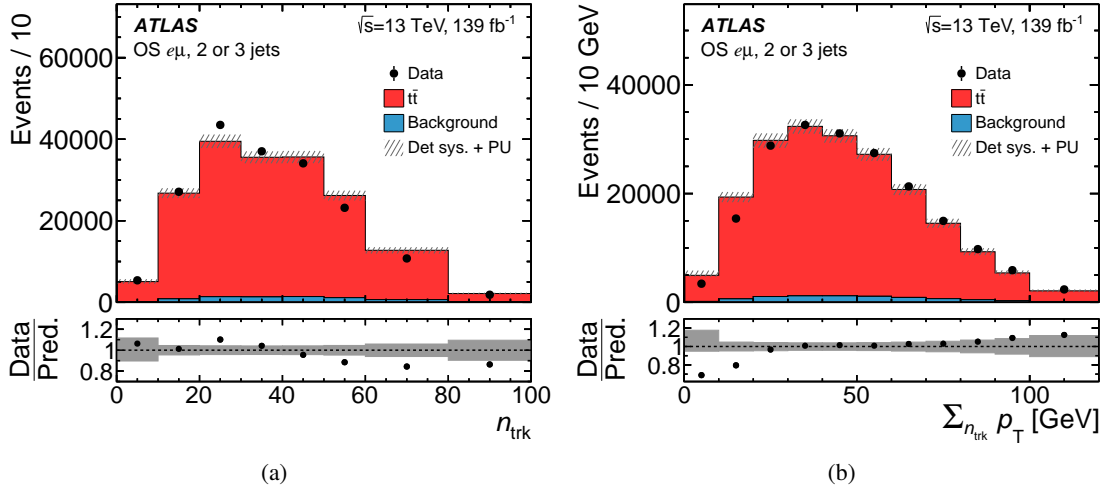 ATLAS
√s=13 TeV, 139 fb⁻¹
OS eμ, 2 or 3 jets
Data
tt̄
Background
Det sys. + PU
Events / 10
60000
40000
20000
0
Data
Pred.
1.2
1
0.8
0 20 40 60 80 100
n_trk
(a)
ATLAS
√s=13 TeV, 139 fb⁻¹
OS eμ, 2 or 3 jets
Data
tt̄
Background
Det sys. + PU
Events / 10 GeV
40000
20000
0
Data
Pred.
1.2
1
0.8
0 50 100
Σ_{n_trk} p_T [GeV]
(b)